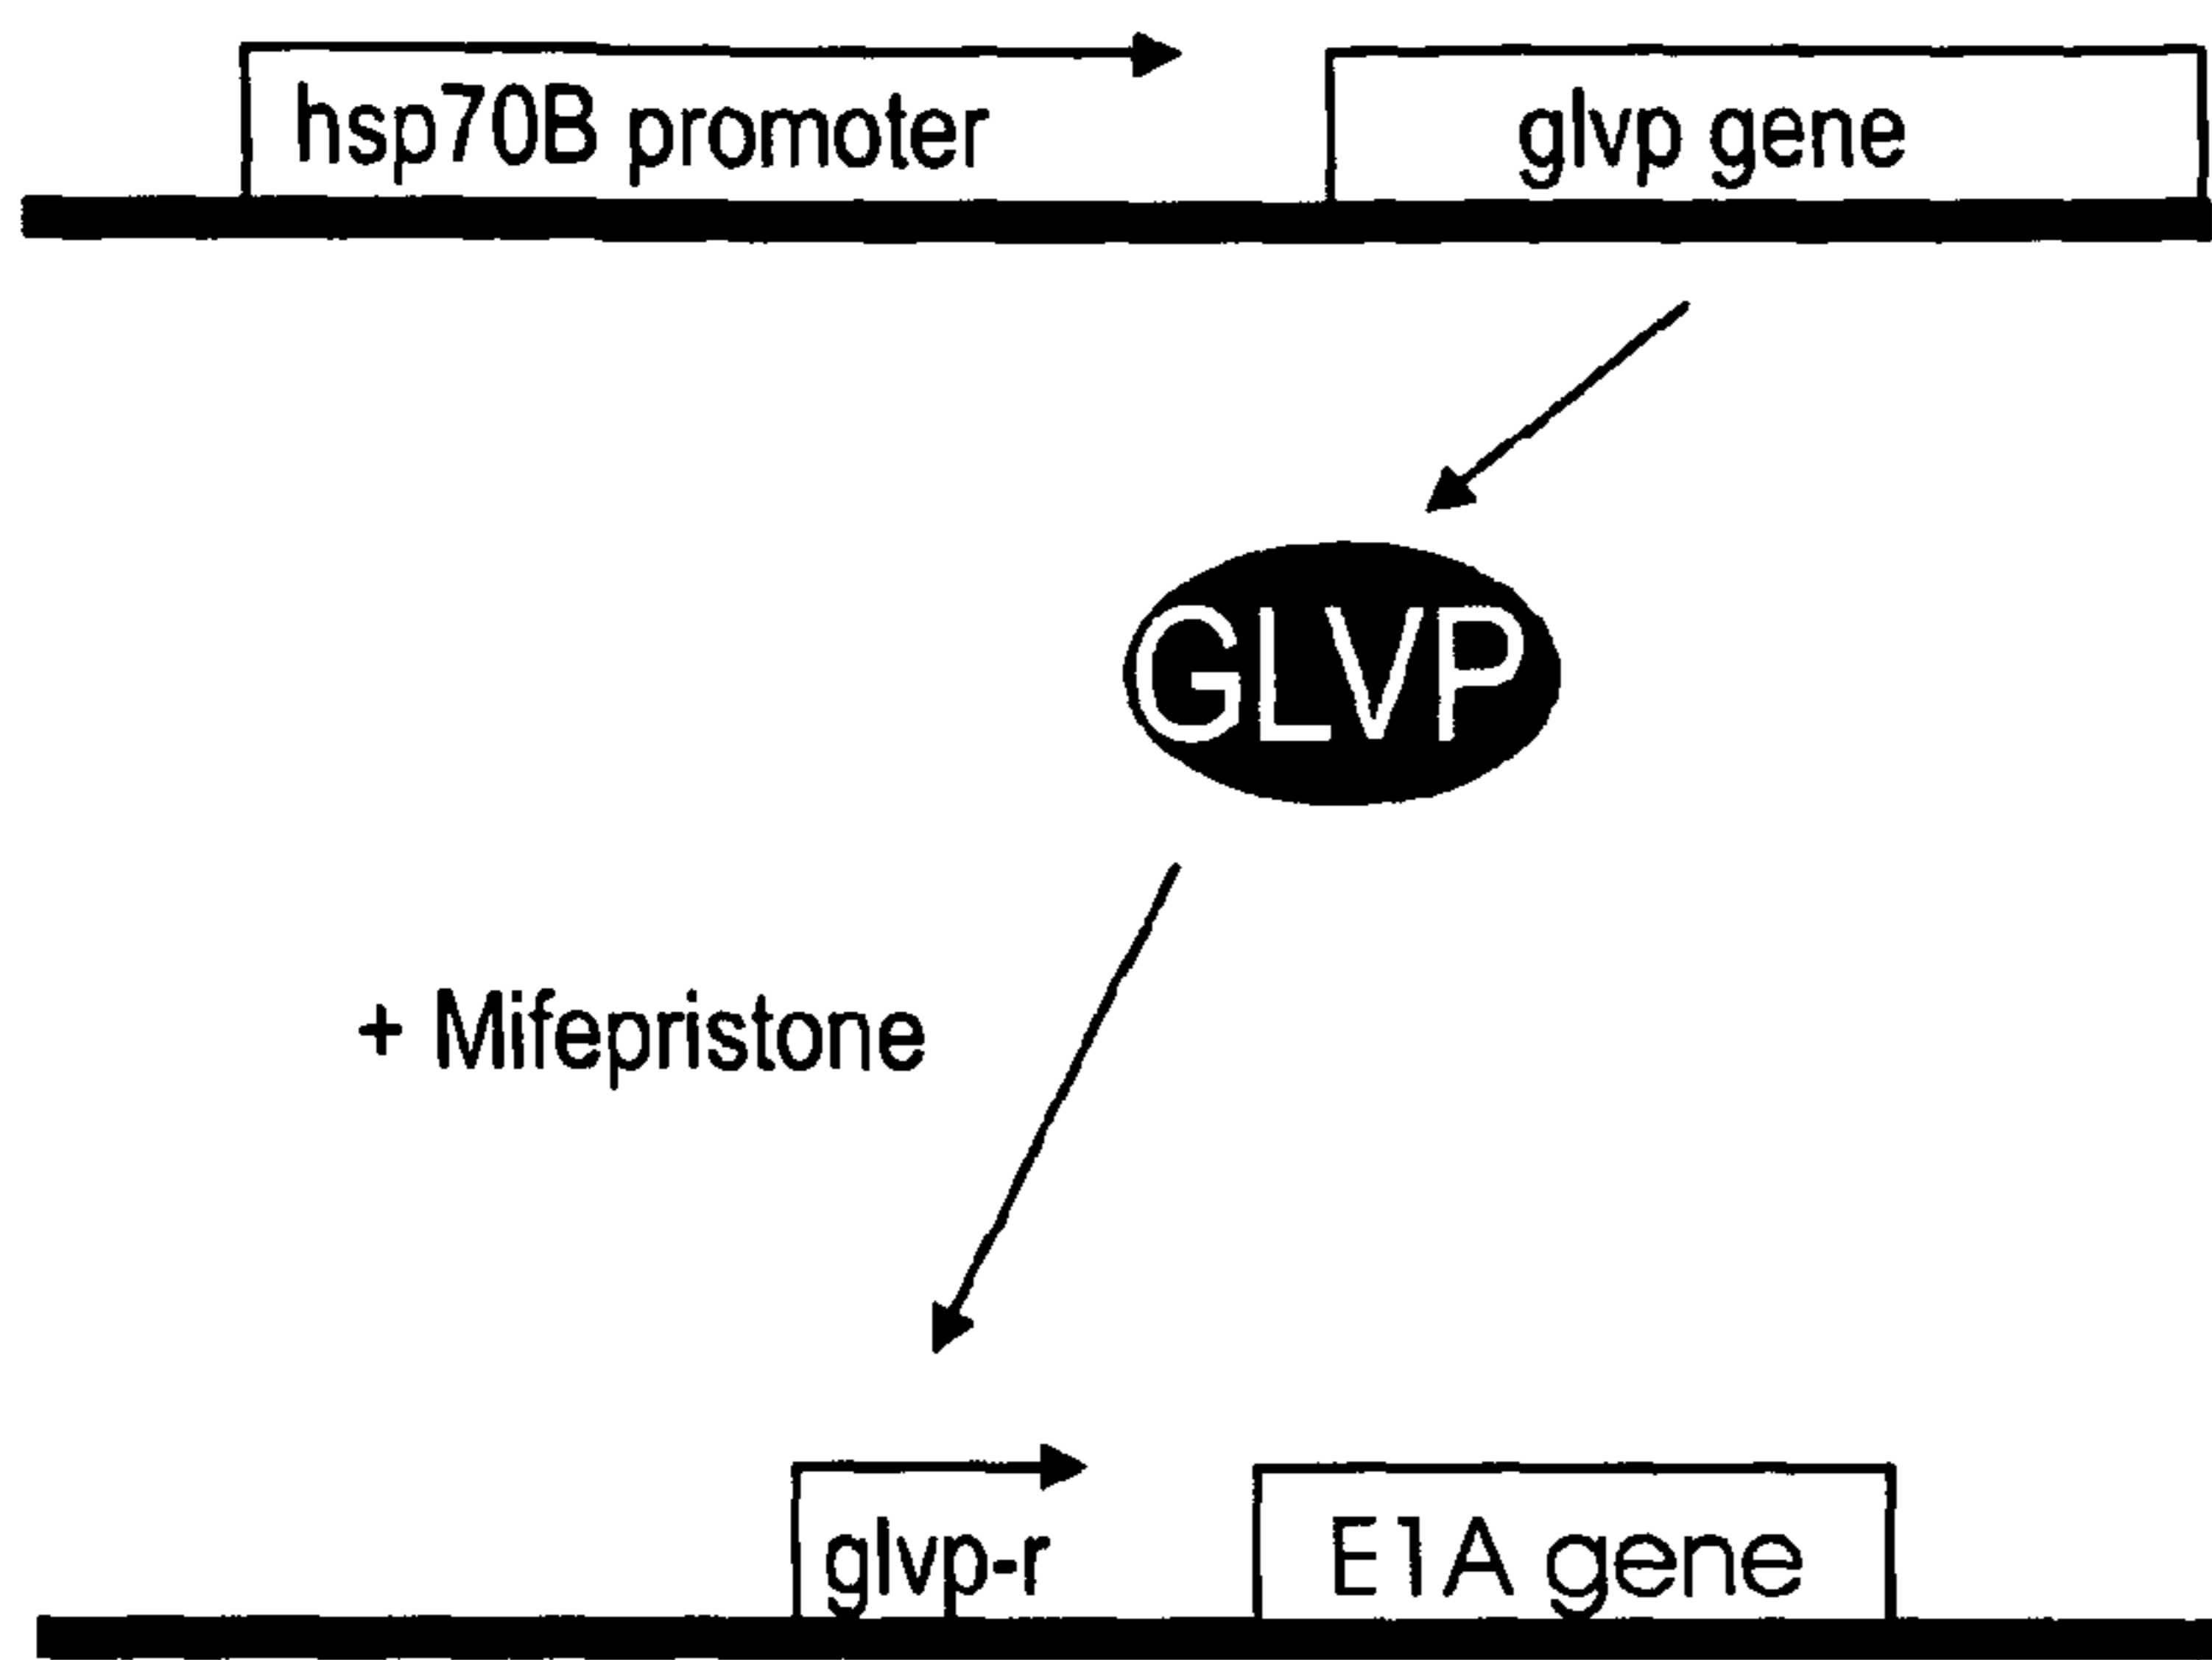 hsp70B promoter
glvp gene
GLVP
+ Mifepristone
glvp-r
E1A gene